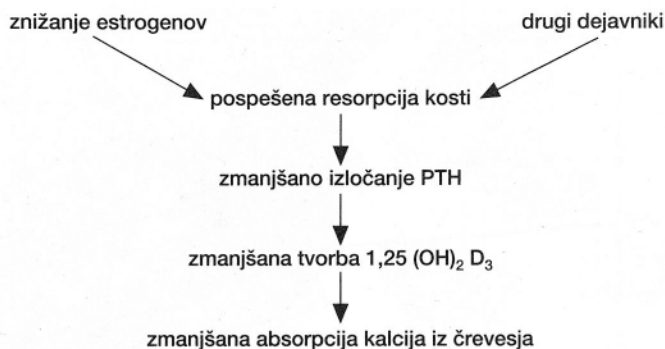 znižanje estrogenov
drugi dejavniki
pospešena resorpcija kosti
zmanjšano izločanje PTH
zmanjšana tvorba 1,25 (OH)₂ D₃
zmanjšana absorpcija kalcija iz črevesja